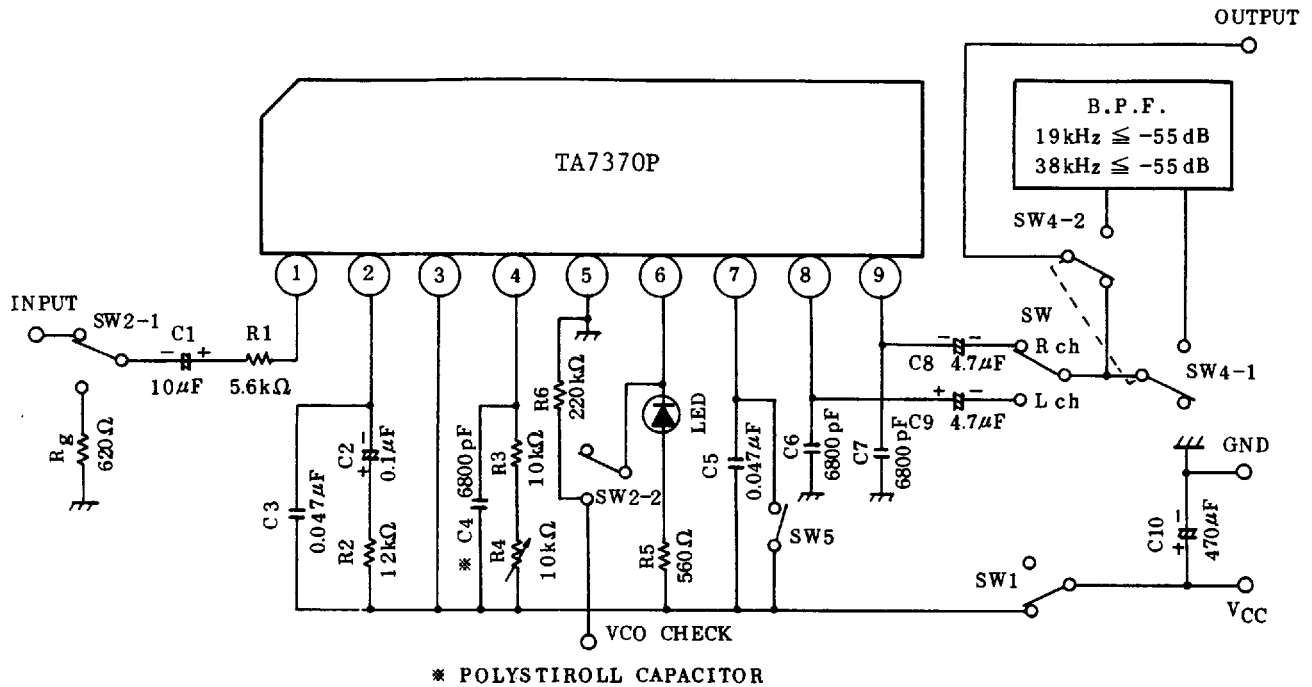 OUTPUT
B.P.F.
19kHz ≦ -55dB
38kHz ≦ -55dB
TA7370P
SW4-2
1 2 3 4 5 6 7 8 9
INPUT
SW2-1
C1
- +
10μF
R1
5.6kΩ
Rg
620Ω
C3
0.047μF
C2
- +
0.1μF
R2
12kΩ
※ C4
6800pF
R3
10kΩ
R4
10kΩ
R6
220kΩ
SW2-2
LED
R5
560Ω
C5
0.047μF
SW5
C6
6800pF
C7
6800pF
C8
- -
4.7μF
C9
+ -
4.7μF
SW
R ch
L ch
SW4-1
GND
C10
- +
470μF
SW1
VCC
VCO CHECK
※ POLYSTIROLL CAPACITOR